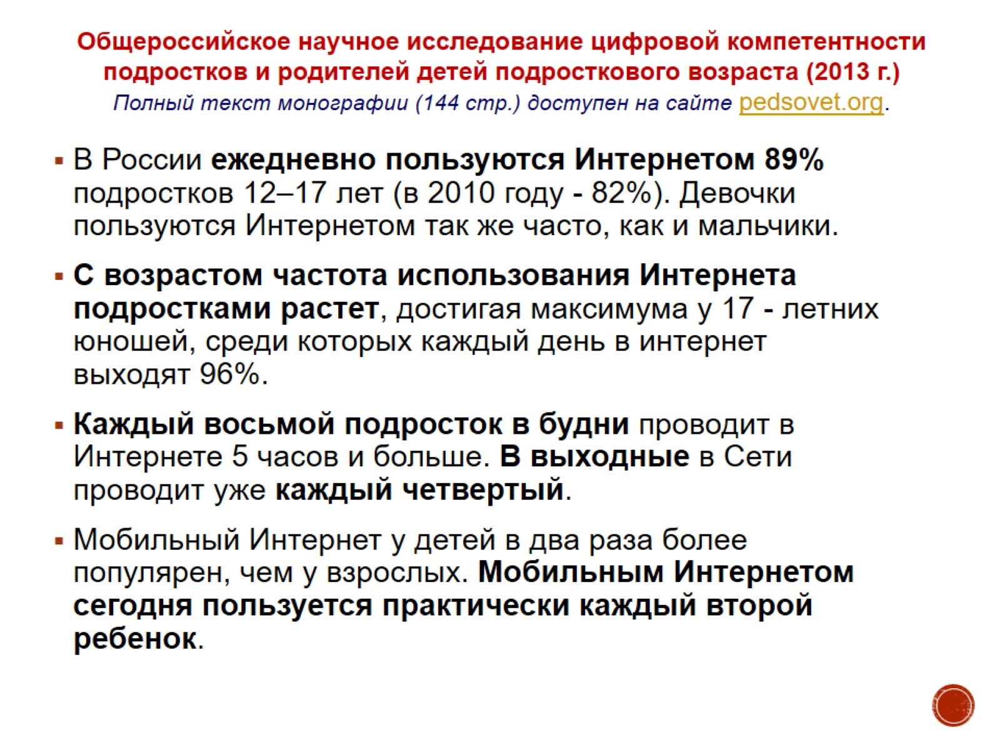 Общероссийское научное исследование цифровой компетентности
подростков и родителей детей подросткового возраста (2013 г.)
Полный текст монографии (144 стр.) доступен на сайте pedsovet.org.
▪ В России ежедневно пользуются Интернетом 89%
подростков 12–17 лет (в 2010 году - 82%). Девочки
пользуются Интернетом так же часто, как и мальчики.
▪ С возрастом частота использования Интернета
подростками растет, достигая максимума у 17 - летних
юношей, среди которых каждый день в интернет
выходят 96%.
▪ Каждый восьмой подросток в будни проводит в
Интернете 5 часов и больше. В выходные в Сети
проводит уже каждый четвертый.
▪ Мобильный Интернет у детей в два раза более
популярен, чем у взрослых. Мобильным Интернетом
сегодня пользуется практически каждый второй
ребенок.